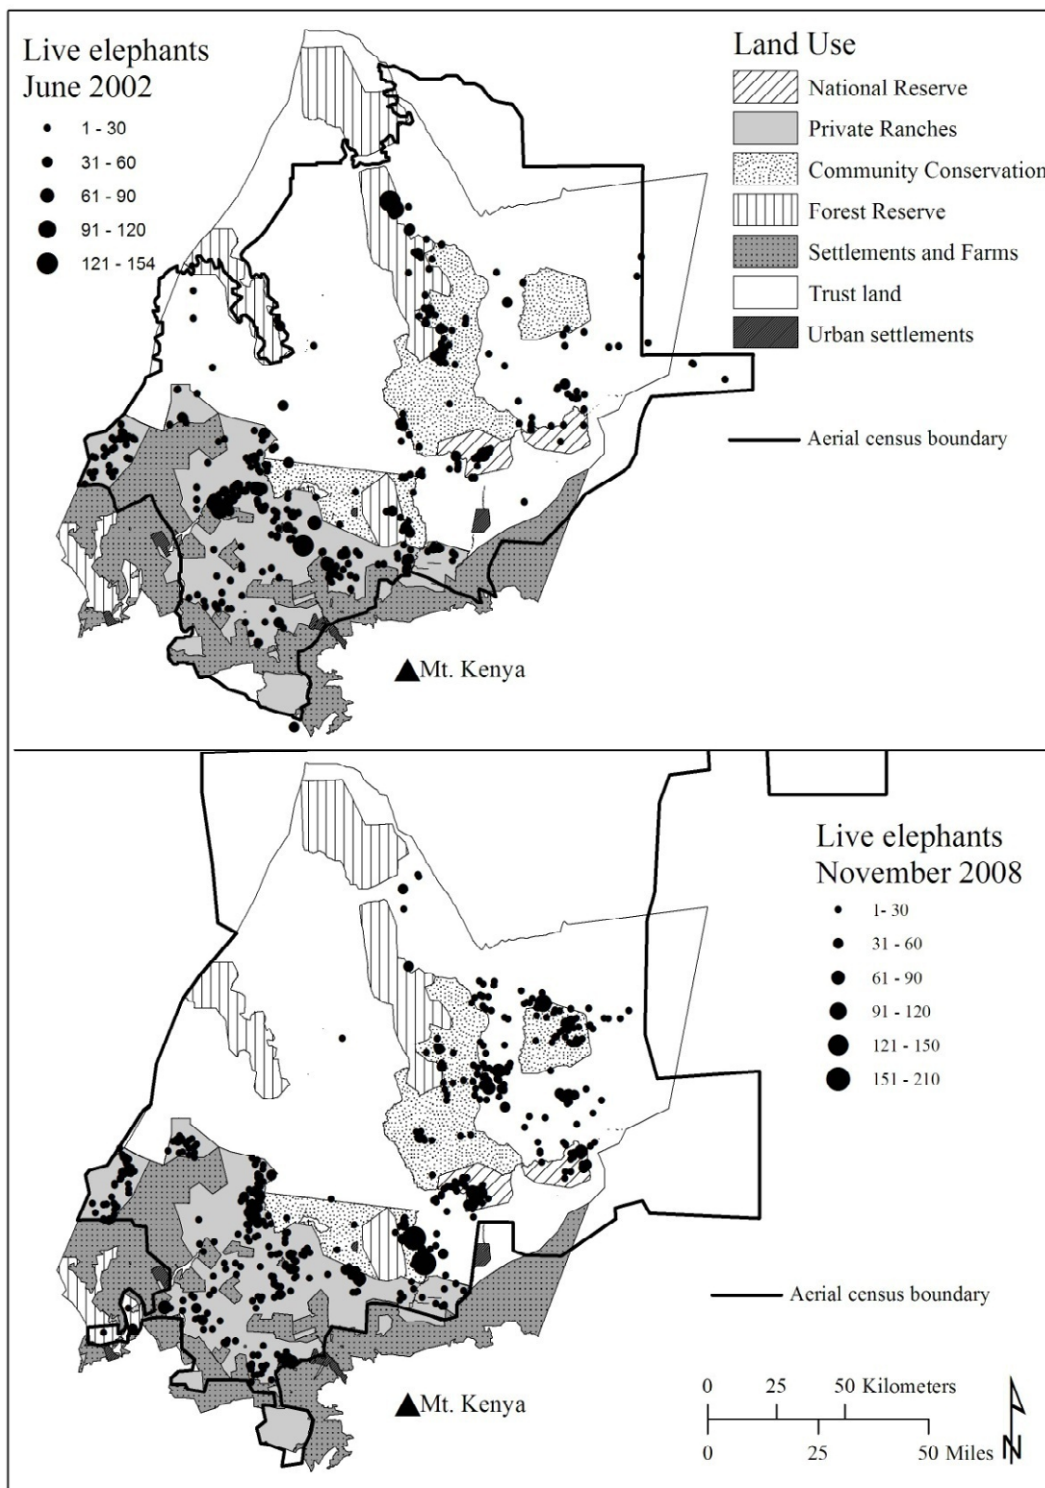 Live elephants
June 2002
1 - 30
31 - 60
61 - 90
91 - 120
121 - 154
Land Use
National Reserve
Private Ranches
Community Conservation
Forest Reserve
Settlements and Farms
Trust land
Urban settlements
Aerial census boundary
Mt. Kenya
Live elephants
November 2008
1- 30
31 - 60
61 - 90
91 - 120
121 - 150
151 - 210
Aerial census boundary
Mt. Kenya
0 25 50 Kilometers
0 25 50 Miles
N